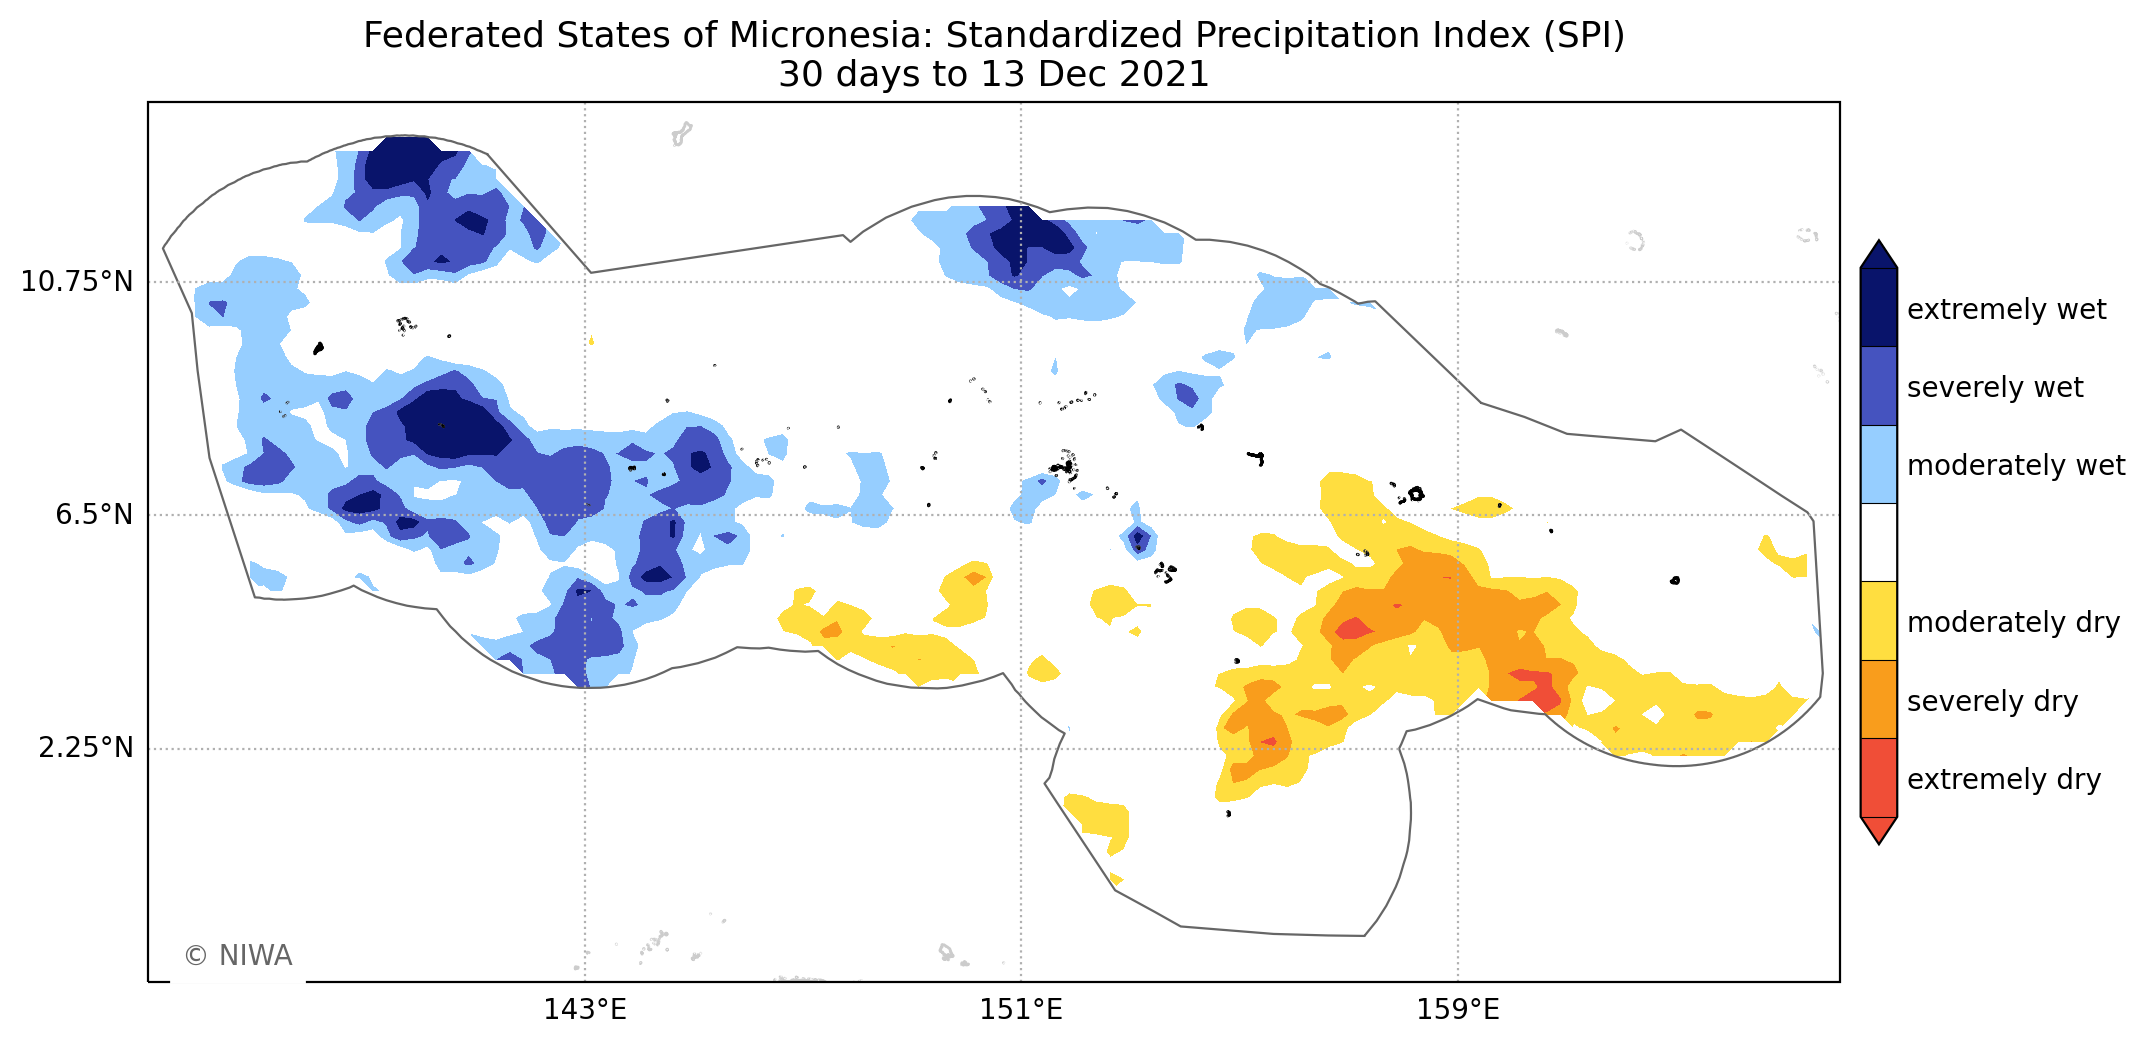 Federated States of Micronesia: Standardized Precipitation Index (SPI)
30 days to 13 Dec 2021
10.75°N
6.5°N
2.25°N
143°E
151°E
159°E
extremely wet
severely wet
moderately wet
moderately dry
severely dry
extremely dry
© NIWA